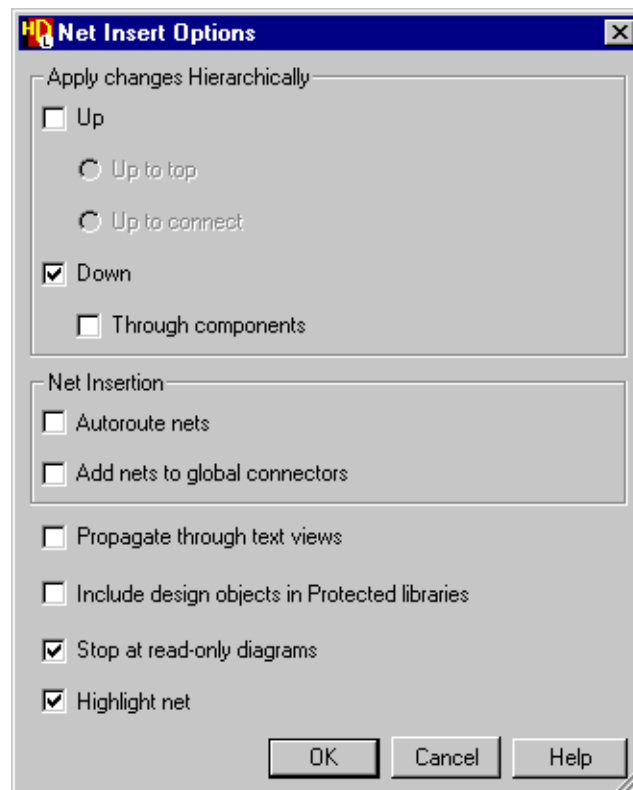 HDL Net Insert Options
Apply changes Hierarchically
Up
Up to top
Up to connect
Down
Through components
Net Insertion
Autoroute nets
Add nets to global connectors
Propagate through text views
Include design objects in Protected libraries
Stop at read-only diagrams
Highlight net
OK Cancel Help